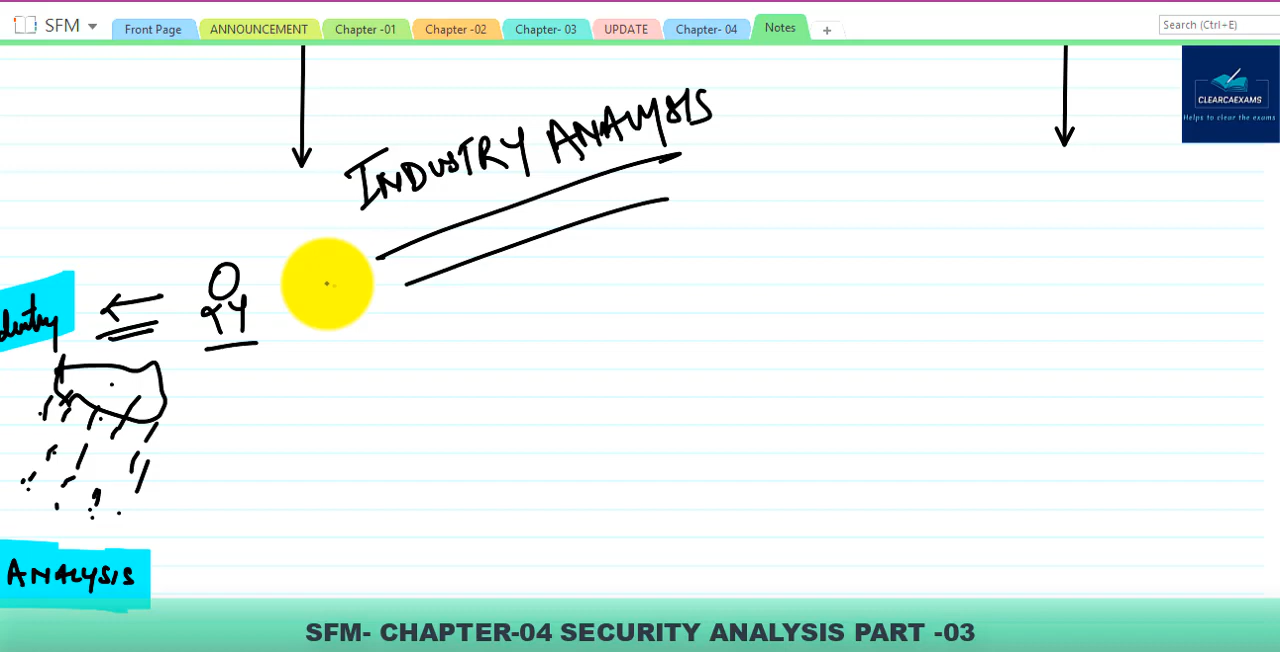 SFM
Front Page
ANNOUNCEMENT
Chapter -01
Chapter -02
Chapter- 03
UPDATE
Chapter- 04
Notes
Search (Ctrl+E)
CLEARCAEXAMS
Helps to clear the exams
INDUSTRY ANALYSIS
ANALYSIS
SFM- CHAPTER-04 SECURITY ANALYSIS PART -03